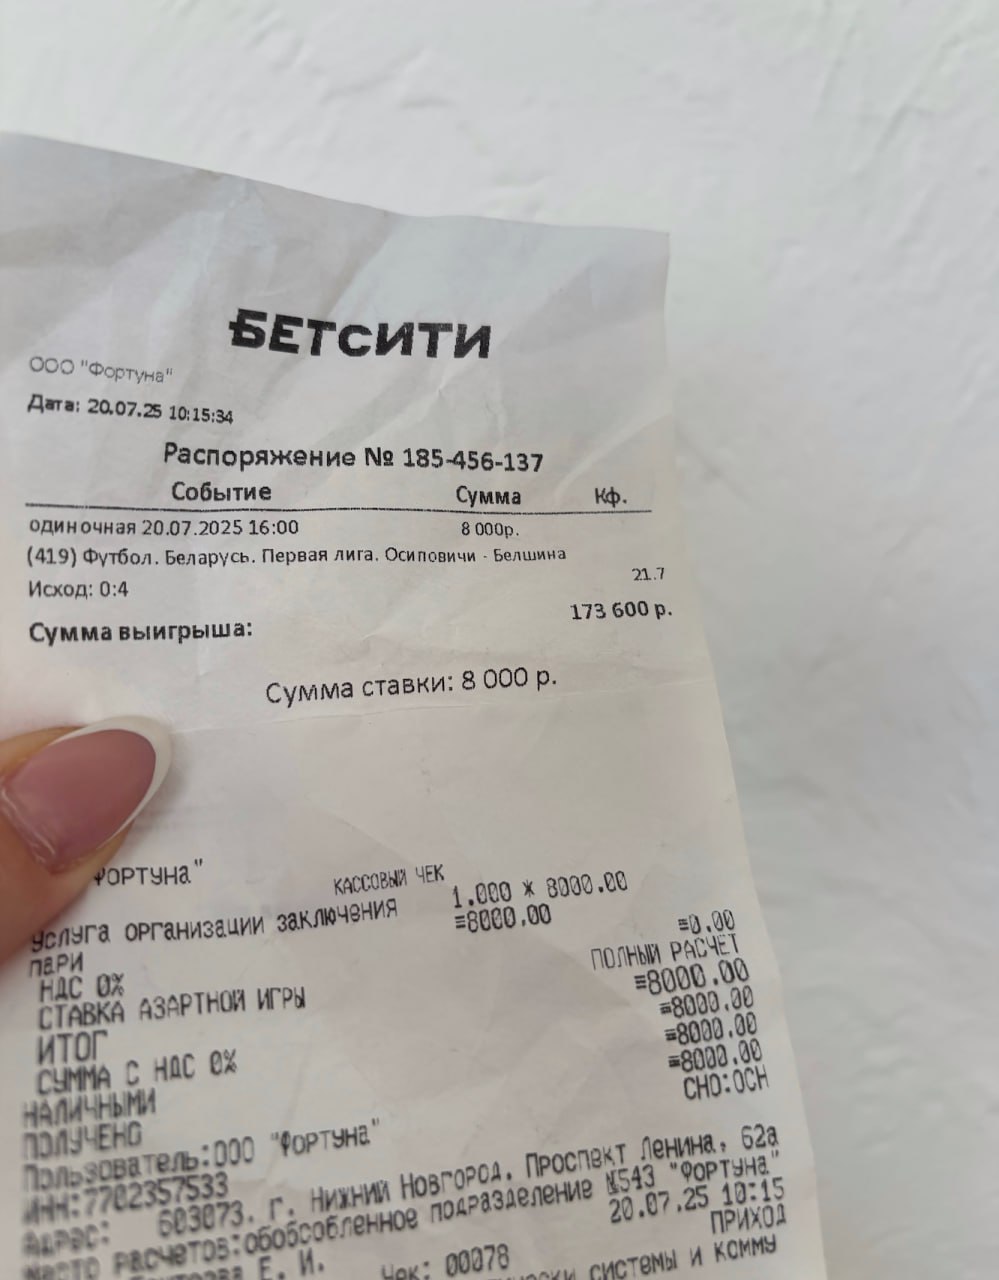 БЕТСИТИ
ООО "Фортуна"
Дата: 20.07.25 10:15:34
Распоряжение № 185-456-137
Событие Сумма Кф.
одиночная 20.07.2025 16:00 8 000р.
(419) Футбол. Беларусь. Первая лига. Осиповичи - Белшина
Исход: 0:4 21.7
Сумма выигрыша: 173 600 р.
Сумма ставки: 8 000 р.
ФОРТУНА"
КАССОВЫЙ ЧЕК
Услуга организации заключения 1.000 * 8000.00
пари ≡8000.00
НДС 0% ≡0.00
СТАВКА АЗАРТНОЙ ИГРЫ ПОЛНЫЙ РАСЧЕТ
ИТОГ ≡8000.00
СУММА С НДС 0% ≡8000.00
НАЛИЧНЫМИ ≡8000.00
ПОЛУЧЕНО ≡8000.00
Пользователь:ООО "Фортуна" СНО:ОСН
ИНН:7702357533
Адрес: 603073, г. Нижний Новгород, Проспект Ленина, 62а
Место расчетов:обособленное подразделение №543 "Фортуна"
20.07.25 10:15
Е. И. Чек: 00078 ПРИХОД
системы и комму